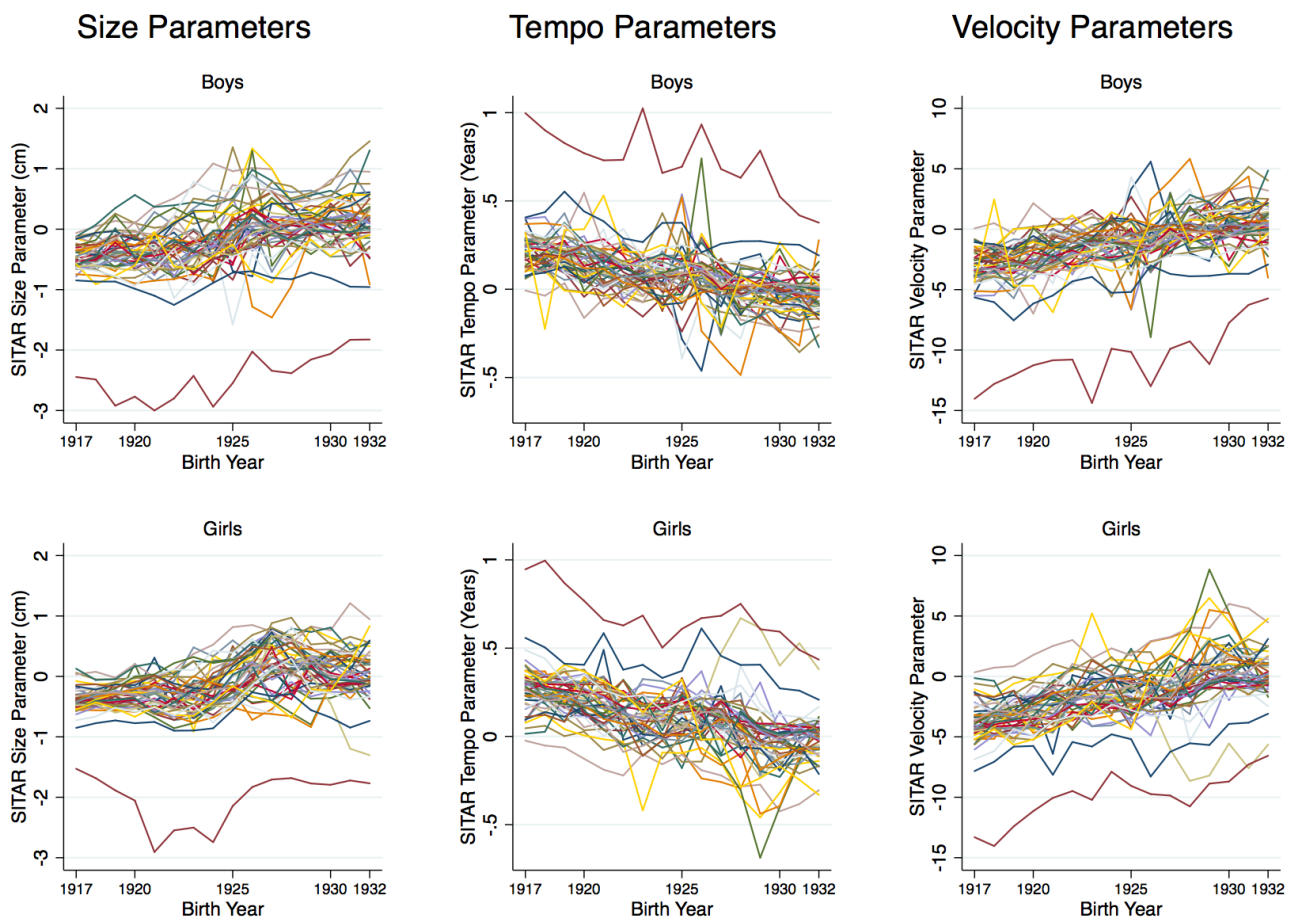 Size Parameters
Tempo Parameters
Velocity Parameters
Boys
SITAR Size Parameter (cm)
2
1
0
-1
-2
-3
1917 1920 1925 1930 1932
Birth Year
Boys
SITAR Tempo Parameter (Years)
1
.5
0
-.5
1917 1920 1925 1930 1932
Birth Year
Boys
SITAR Velocity Parameter
10
5
0
-5
-10
-15
1917 1920 1925 1930 1932
Birth Year
Girls
SITAR Size Parameter (cm)
2
1
0
-1
-2
-3
1917 1920 1925 1930 1932
Birth Year
Girls
SITAR Tempo Parameter (Years)
1
.5
0
-.5
1917 1920 1925 1930 1932
Birth Year
Girls
SITAR Velocity Parameter
10
5
0
-5
-10
-15
1917 1920 1925 1930 1932
Birth Year